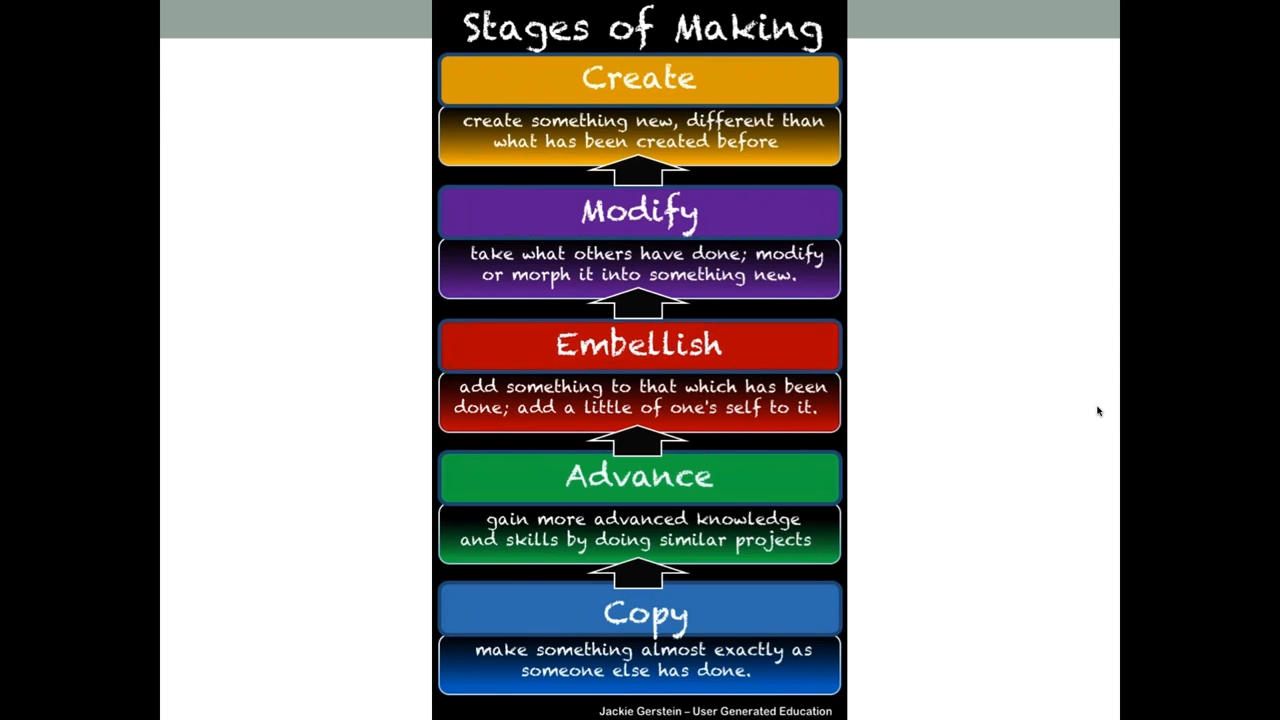 Stages of Making
Create
create something new, different than
what has been created before
Modify
take what others have done; modify
or morph it into something new.
Embellish
add something to that which has been
done; add a little of one's self to it.
Advance
gain more advanced knowledge
and skills by doing similar projects
Copy
make something almost exactly as
someone else has done.
Jackie Gerstein – User Generated Education